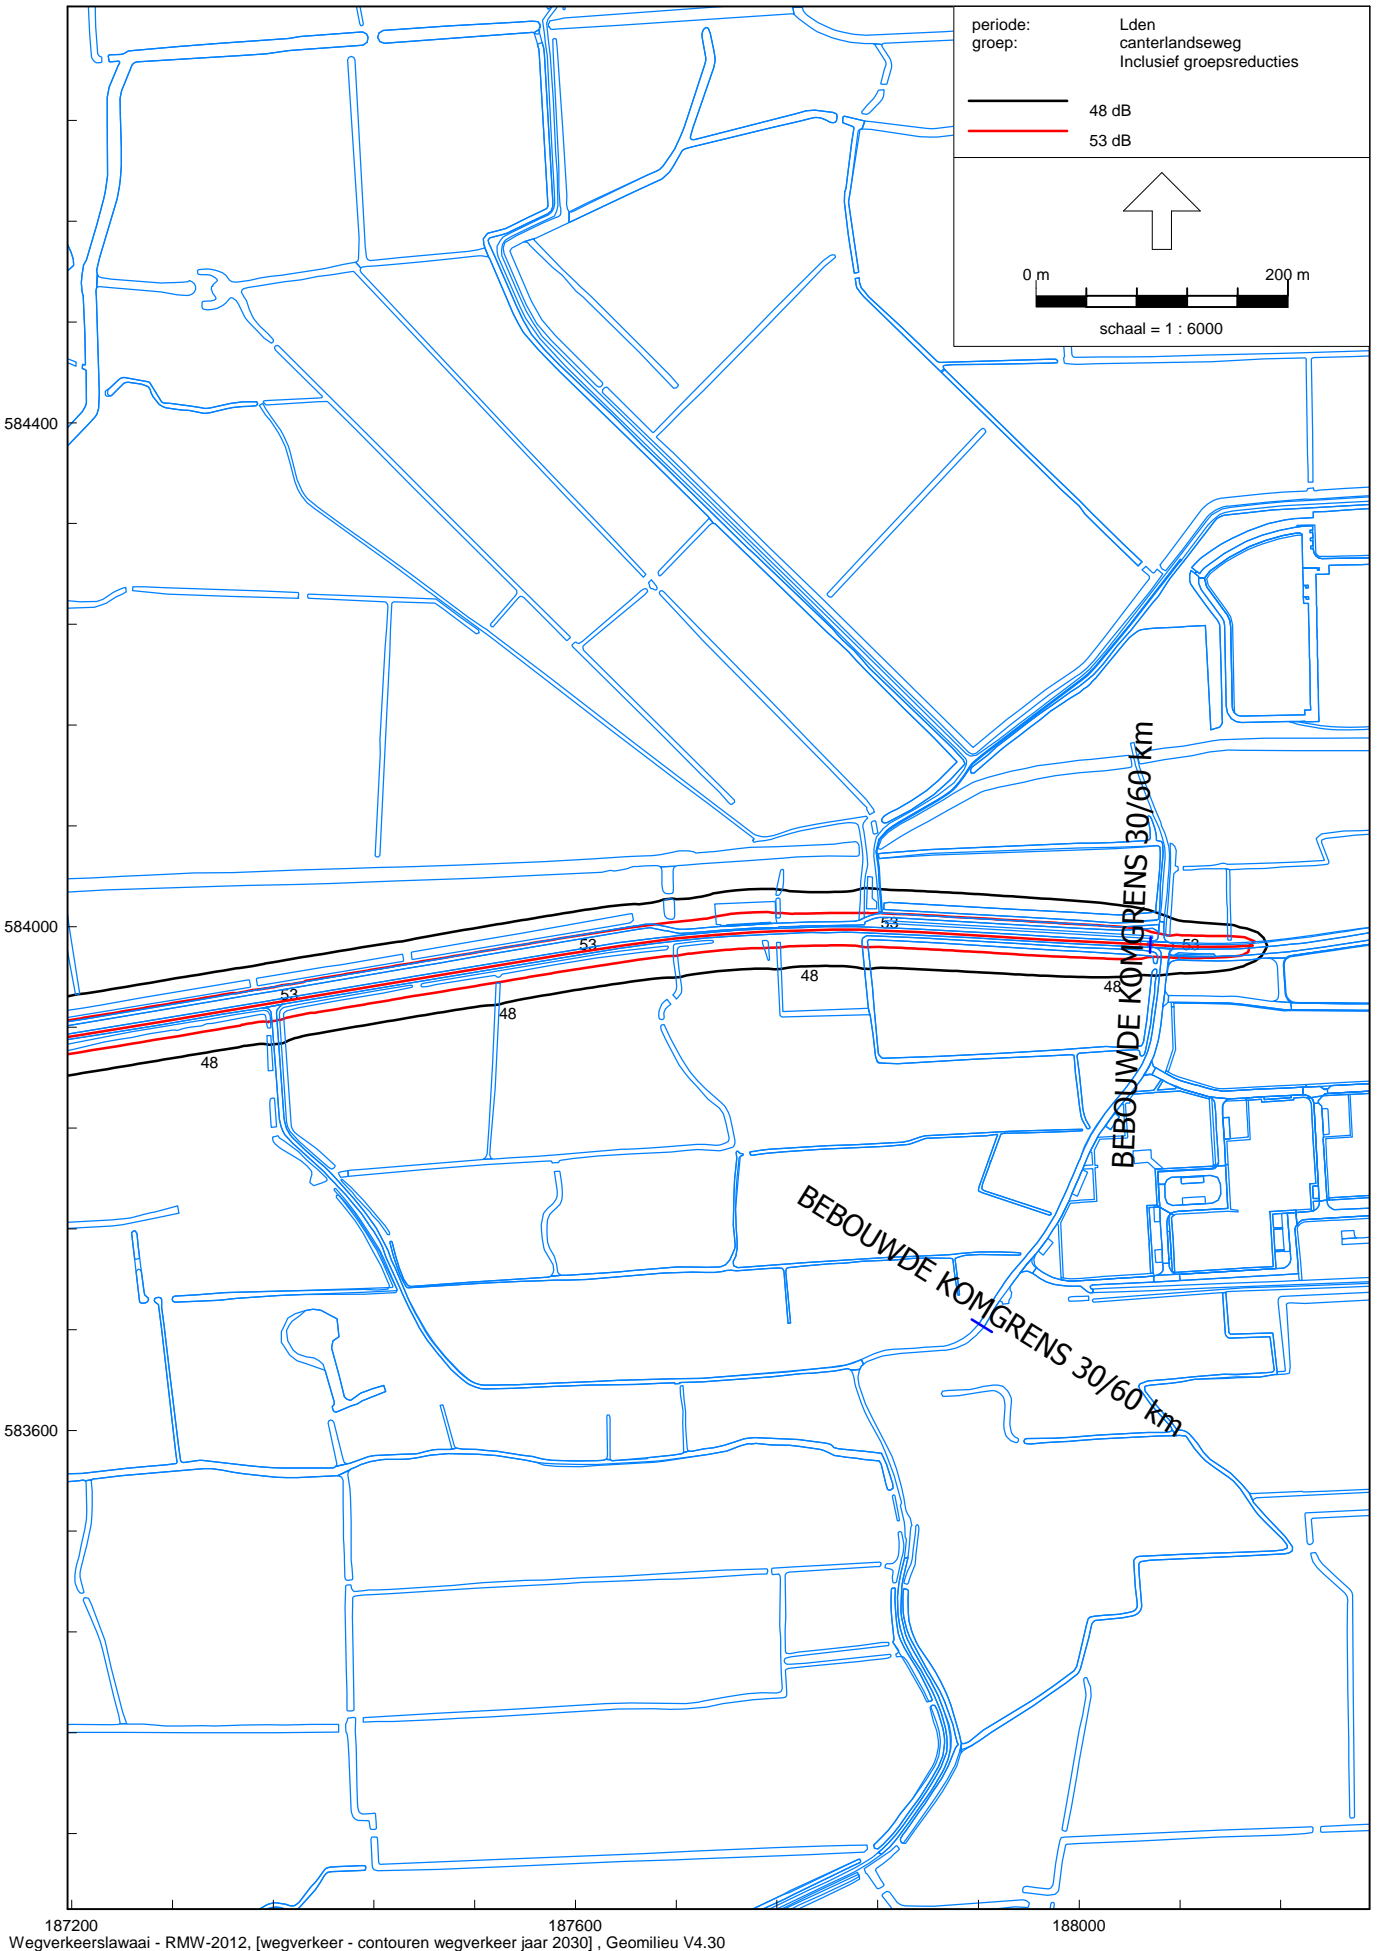 periode: Lden
groep: canterlandseweg
Inclusief groepsreducties
48 dB
53 dB
0 m 200 m
schaal = 1 : 6000
584400
BEBOUWDE KOMGRENS 30/60 km
584000
53
53
53
53
48
48
48
48
BEBOUWDE KOMGRENS 30/60 km
583600
187200 187600 188000
Wegverkeerslawaai - RMW-2012, [wegverkeer - contouren wegverkeer jaar 2030] , Geomilieu V4.30